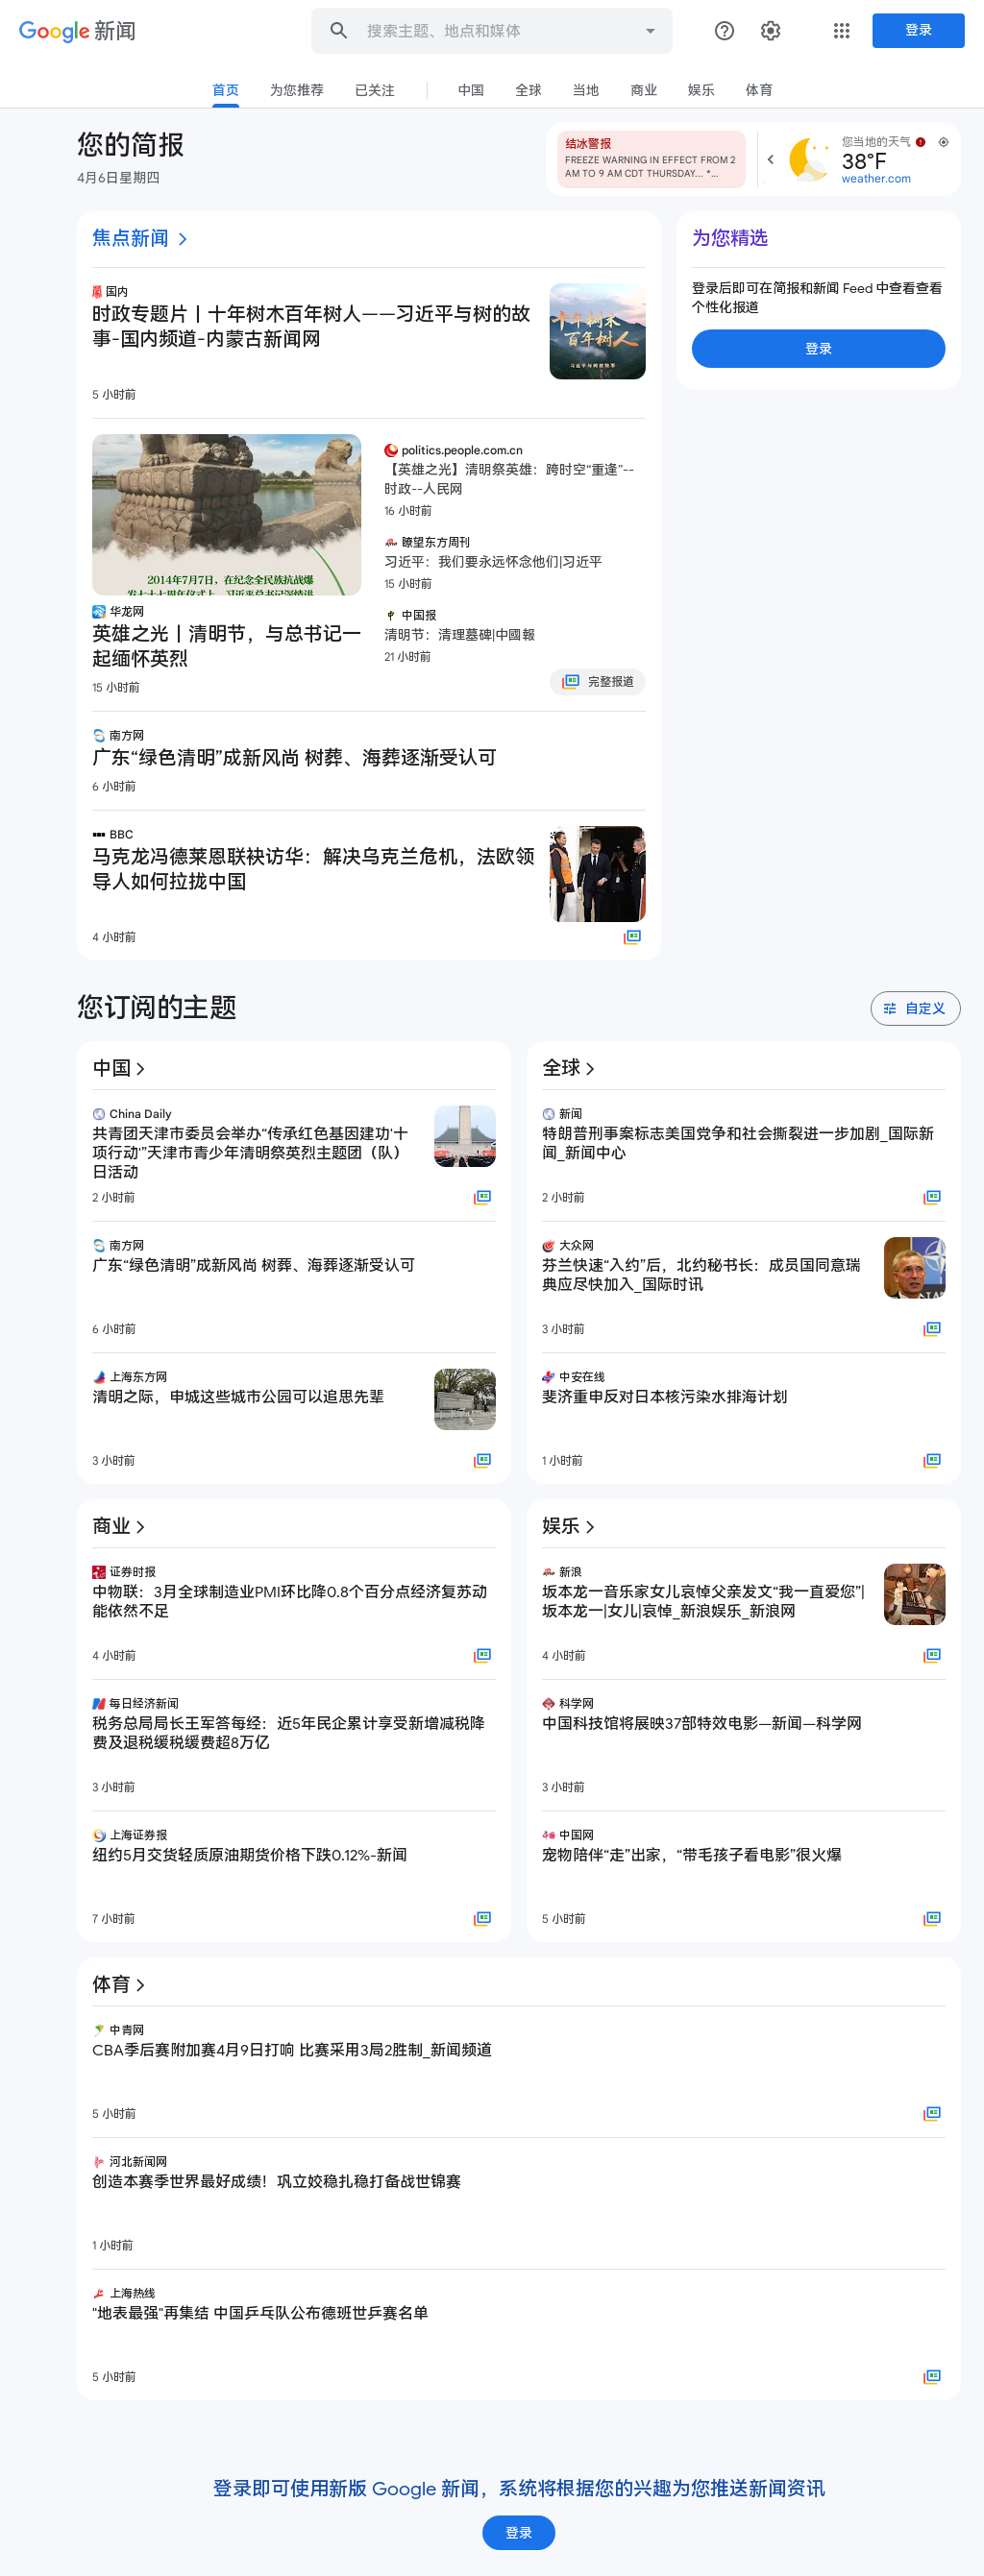 Google 新闻
搜索主题、地点和媒体
登录
首页
为您推荐
已关注
中国
全球
当地
商业
娱乐
体育
您的简报
4月6日星期四
结冰警报
FREEZE WARNING IN EFFECT FROM 2
AM TO 9 AM CDT THURSDAY... *...
您当地的天气
38°F
weather.com
焦点新闻
国内
时政专题片丨十年树木百年树人——习近平与树的故
事-国内频道-内蒙古新闻网
十年树木
百年树人
习近平与树的故事
5 小时前
2014年7月7日，在纪念全民族抗战爆
发七十七周年仪式上，习近平总书记深情讲
华龙网
英雄之光丨清明节，与总书记一
起缅怀英烈
15 小时前
politics.people.com.cn
【英雄之光】清明祭英雄：跨时空“重逢”--
时政--人民网
16 小时前
瞭望东方周刊
习近平：我们要永远怀念他们|习近平
15 小时前
中国报
清明节：清理墓碑|中國報
21 小时前
完整报道
南方网
广东“绿色清明”成新风尚 树葬、海葬逐渐受认可
6 小时前
BBC
马克龙冯德莱恩联袂访华：解决乌克兰危机，法欧领
导人如何拉拢中国
4 小时前
为您精选
登录后即可在简报和新闻 Feed 中查看查看
个性化报道
登录
您订阅的主题
自定义
中国
China Daily
共青团天津市委员会举办“传承红色基因建功'十
项行动'”天津市青少年清明祭英烈主题团（队）
日活动
2 小时前
南方网
广东“绿色清明”成新风尚 树葬、海葬逐渐受认可
6 小时前
上海东方网
清明之际，申城这些城市公园可以追思先辈
3 小时前
全球
新闻
特朗普刑事案标志美国党争和社会撕裂进一步加剧_国际新
闻_新闻中心
2 小时前
大众网
芬兰快速“入约”后，北约秘书长：成员国同意瑞
典应尽快加入_国际时讯
3 小时前
中安在线
斐济重申反对日本核污染水排海计划
1 小时前
商业
证券时报
中物联：3月全球制造业PMI环比降0.8个百分点经济复苏动
能依然不足
4 小时前
每日经济新闻
税务总局局长王军答每经：近5年民企累计享受新增减税降
费及退税缓税缓费超8万亿
3 小时前
上海证券报
纽约5月交货轻质原油期货价格下跌0.12%-新闻
7 小时前
娱乐
新浪
坂本龙一音乐家女儿哀悼父亲发文“我一直爱您”|
坂本龙一|女儿|哀悼_新浪娱乐_新浪网
4 小时前
科学网
中国科技馆将展映37部特效电影—新闻—科学网
3 小时前
中国网
宠物陪伴“走”出家，“带毛孩子看电影”很火爆
5 小时前
体育
中青网
CBA季后赛附加赛4月9日打响 比赛采用3局2胜制_新闻频道
5 小时前
河北新闻网
创造本赛季世界最好成绩！巩立姣稳扎稳打备战世锦赛
1 小时前
上海热线
"地表最强"再集结 中国乒乓队公布德班世乒赛名单
5 小时前
登录即可使用新版 Google 新闻，系统将根据您的兴趣为您推送新闻资讯
登录